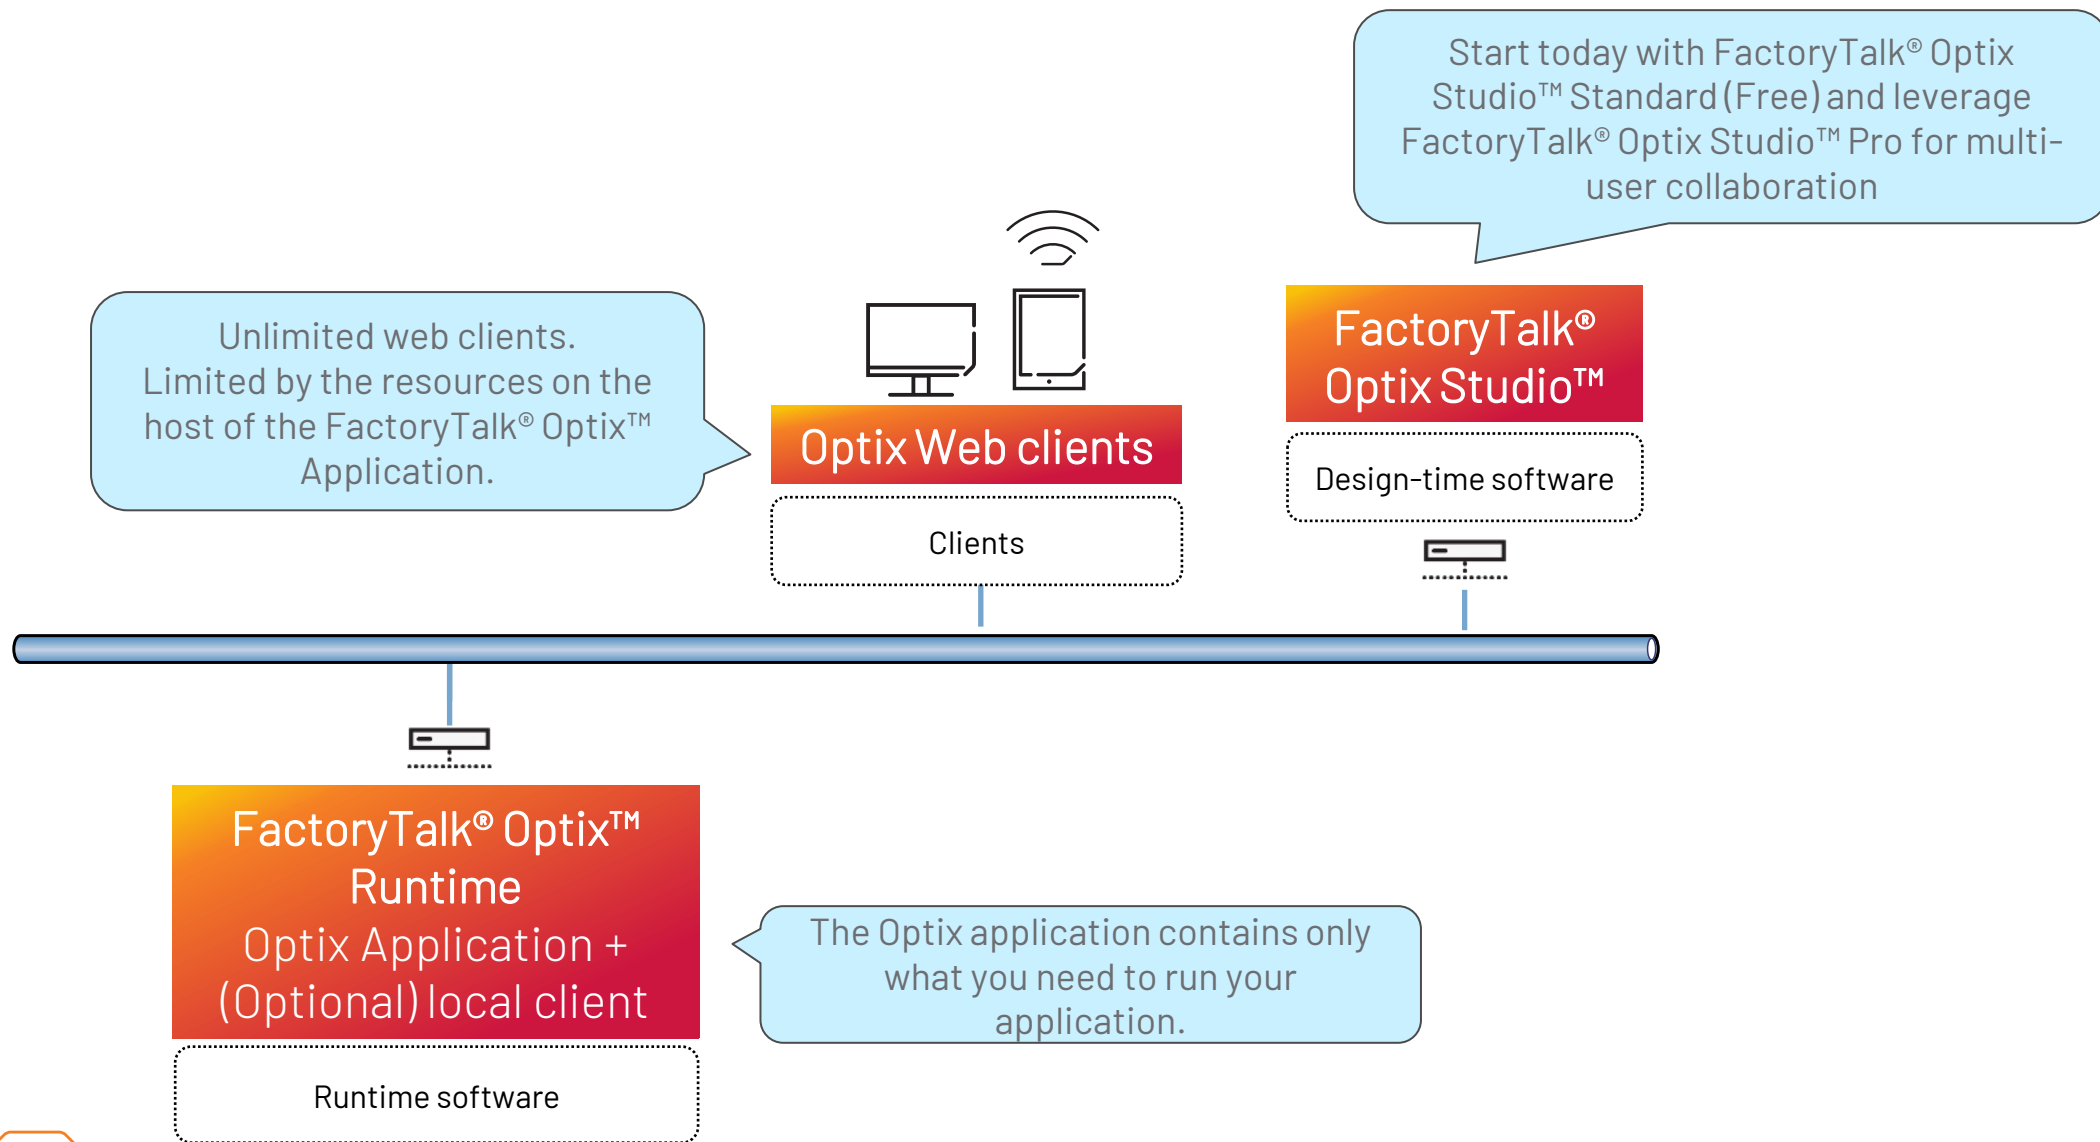 Start today with FactoryTalk® Optix
Studio™ Standard (Free) and leverage
FactoryTalk® Optix Studio™ Pro for multi-
user collaboration
Unlimited web clients.
Limited by the resources on the
host of the FactoryTalk® Optix™
Application.
Optix Web clients
Clients
FactoryTalk®
Optix Studio™
Design-time software
FactoryTalk® Optix™
Runtime
Optix Application +
(Optional) local client
Runtime software
The Optix application contains only
what you need to run your
application.